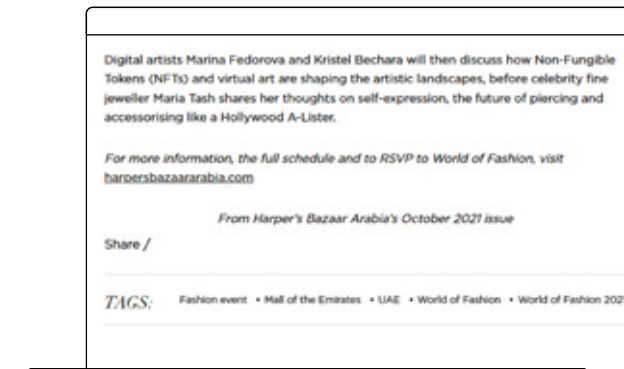 Digital artists Marina Fedorova and Kristel Bechara will then discuss how Non-Fungible
Tokens (NFTs) and virtual art are shaping the artistic landscapes, before celebrity fine
jeweller Maria Tash shares her thoughts on self-expression, the future of piercing and
accessorising like a Hollywood A-Lister.
For more information, the full schedule and to RSVP to World of Fashion, visit
harpersbazaararabia.com
From Harper's Bazaar Arabia's October 2021 issue
Share /
TAGS: Fashion event • Mall of the Emirates • UAE • World of Fashion • World of Fashion 2021